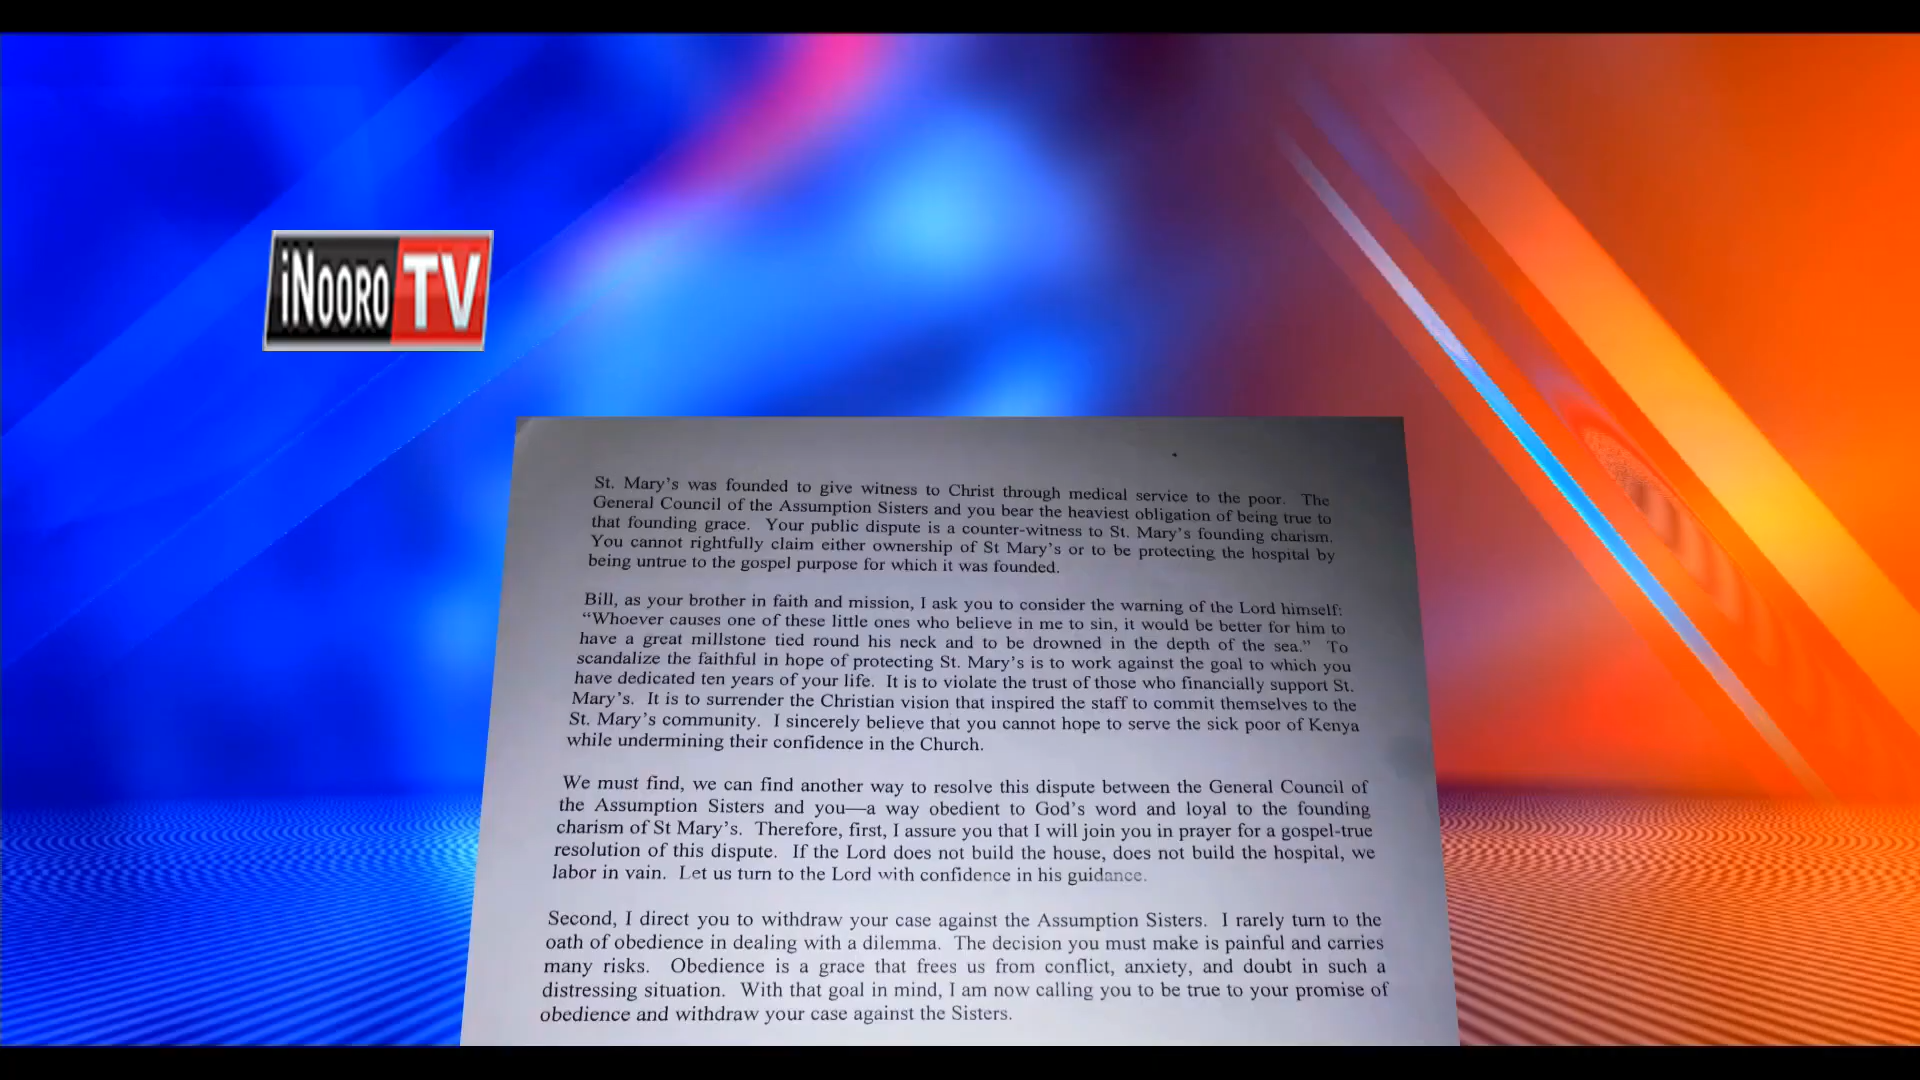 iNOORO TV
St. Mary's was founded to give witness to Christ through medical service to the poor. The
General Council of the Assumption Sisters and you bear the heaviest obligation of being true to
that founding grace. Your public dispute is a counter-witness to St. Mary's founding charism.
You cannot rightfully claim either ownership of St Mary's or to be protecting the hospital by
being untrue to the gospel purpose for which it was founded.
Bill, as your brother in faith and mission, I ask you to consider the warning of the Lord himself:
“Whoever causes one of these little ones who believe in me to sin, it would be better for him to
have a great millstone tied round his neck and to be drowned in the depth of the sea.” To
scandalize the faithful in hope of protecting St. Mary's is to work against the goal to which you
have dedicated ten years of your life. It is to violate the trust of those who financially support St.
Mary's. It is to surrender the Christian vision that inspired the staff to commit themselves to the
St. Mary's community. I sincerely believe that you cannot hope to serve the sick poor of Kenya
while undermining their confidence in the Church.
We must find, we can find another way to resolve this dispute between the General Council of
the Assumption Sisters and you—a way obedient to God's word and loyal to the founding
charism of St Mary's. Therefore, first, I assure you that I will join you in prayer for a gospel-true
resolution of this dispute. If the Lord does not build the house, does not build the hospital, we
labor in vain. Let us turn to the Lord with confidence in his guidance.
Second, I direct you to withdraw your case against the Assumption Sisters. I rarely turn to the
oath of obedience in dealing with a dilemma. The decision you must make is painful and carries
many risks. Obedience is a grace that frees us from conflict, anxiety, and doubt in such a
distressing situation. With that goal in mind, I am now calling you to be true to your promise of
obedience and withdraw your case against the Sisters.